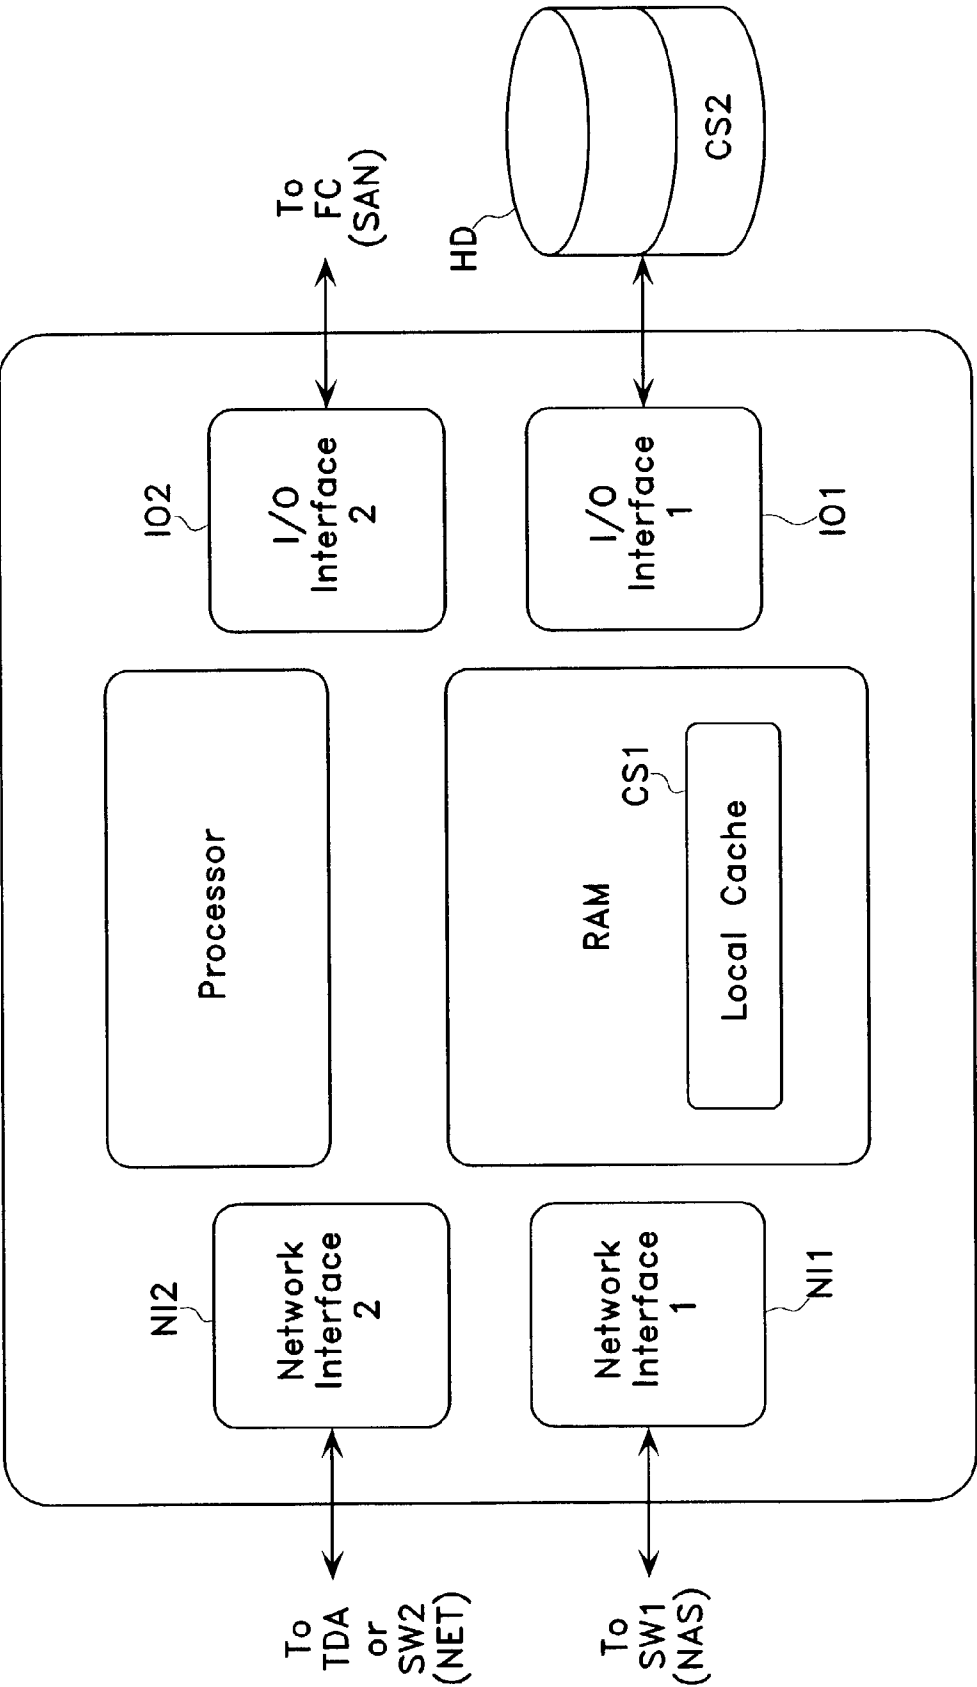 To
TDA
or
SW2
(NET)
NI2
Network
Interface
2
Processor
IO2
I/O
Interface
2
To
FC
(SAN)
To
SW1
(NAS)
Network
Interface
1
NI1
RAM
CS1
Local Cache
I/O
Interface
1
IO1
HD
CS2